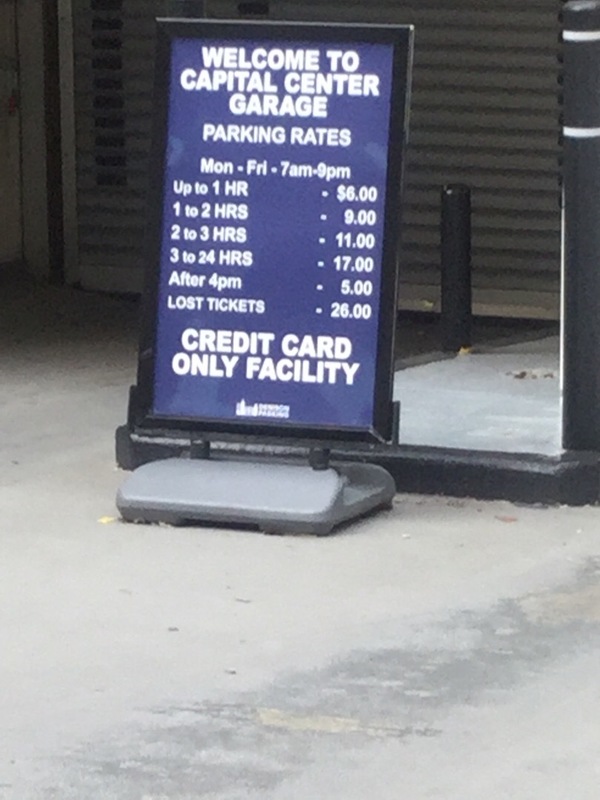 WELCOME TO
CAPITAL CENTER
GARAGE
PARKING RATES
Mon - Fri - 7am-9pm
Up to 1 HR - $6.00
1 to 2 HRS - 9.00
2 to 3 HRS - 11.00
3 to 24 HRS - 17.00
After 4pm - 5.00
LOST TICKETS - 26.00
CREDIT CARD
ONLY FACILITY
DENISON
PARKING